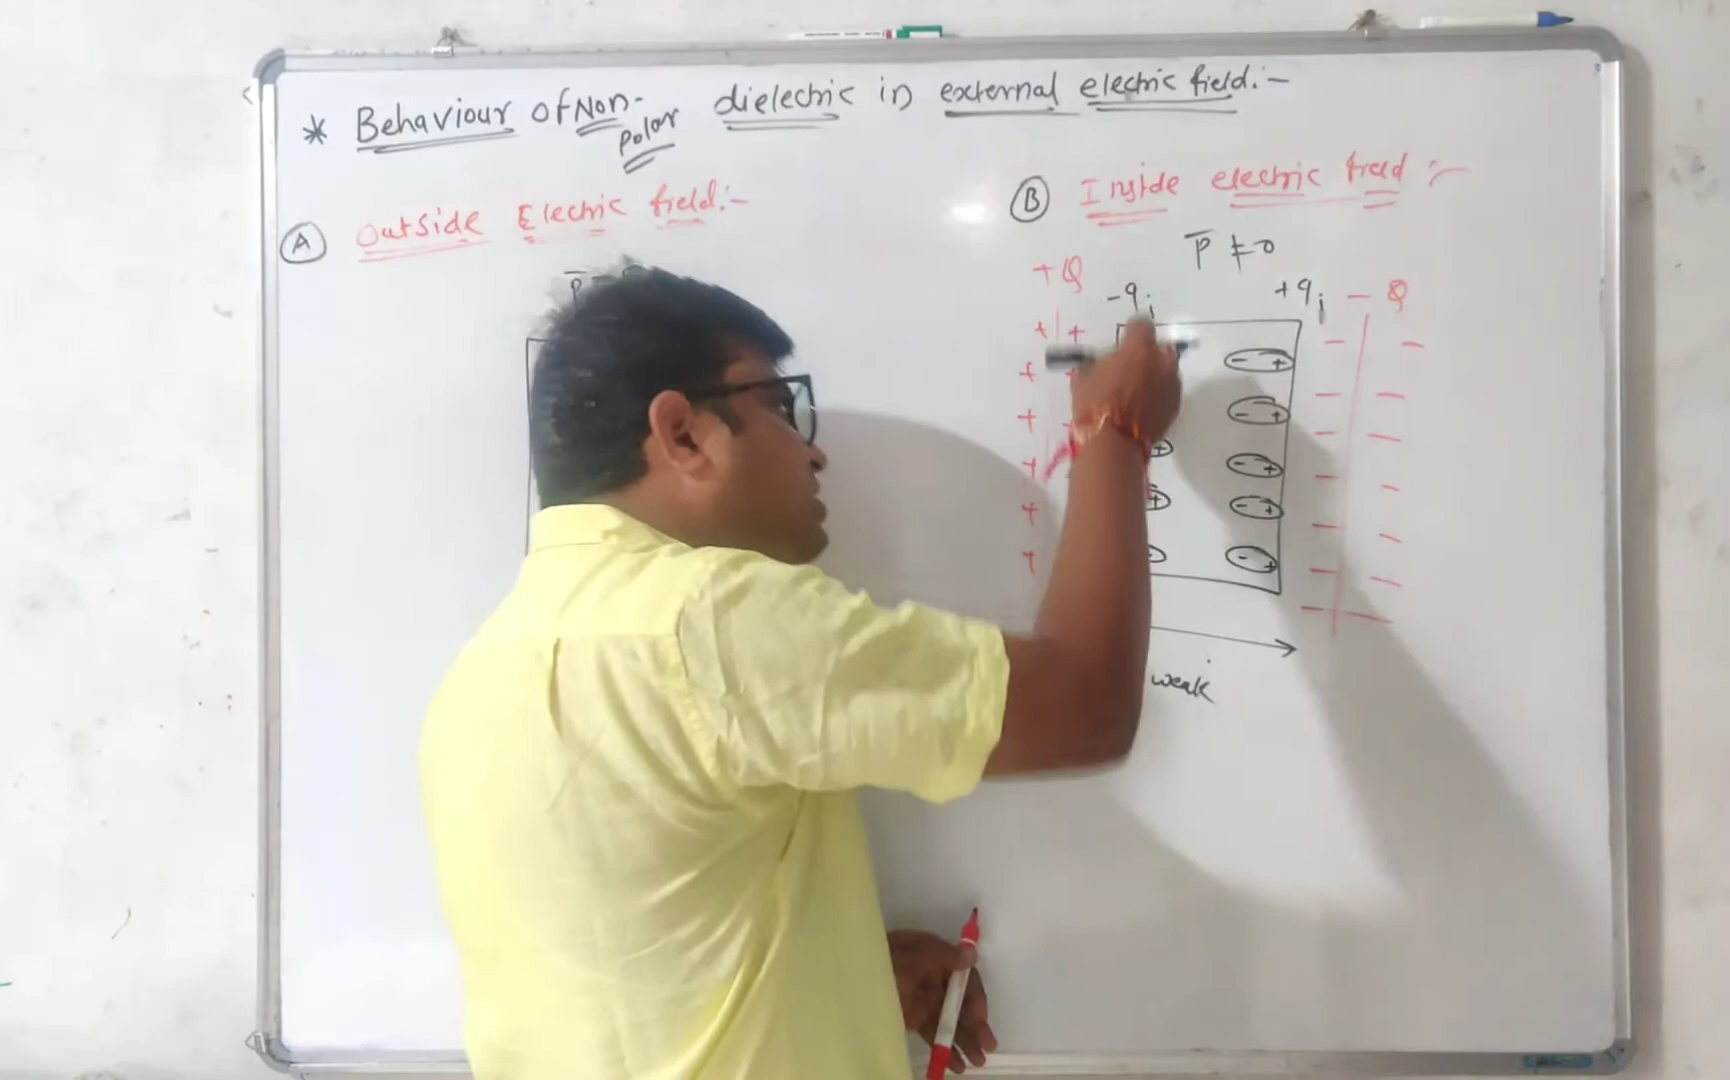 * Behaviour of Non-polar dielectric in external electric field:-
A Outside Electric field:-
B Inside electric field:-
p̅ ≠ 0
+Q -qi +qi - Q
+ + - + - -
+ - + - -
+ + - + - -
+ + - + - -
+ - + - -
weak